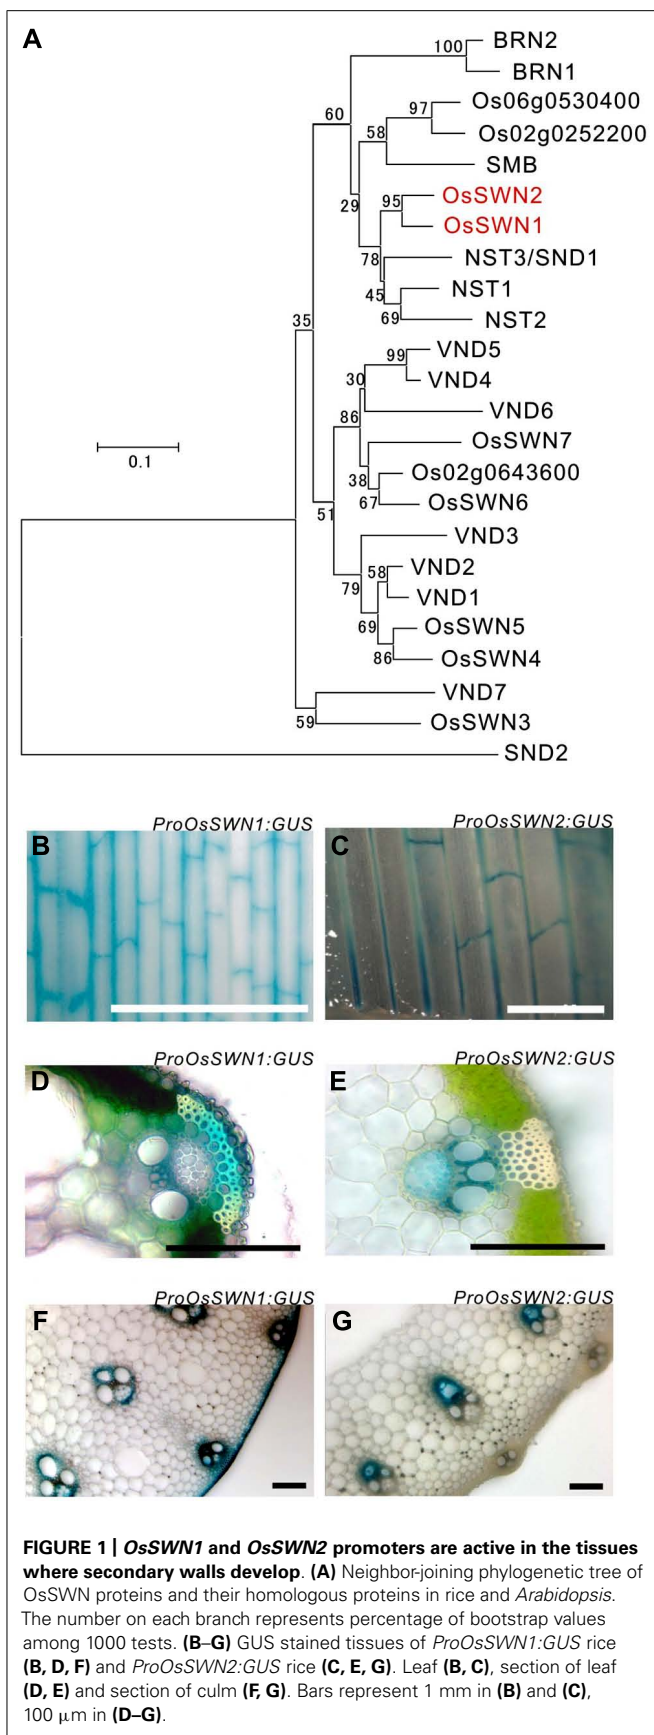 A
100
BRN2
BRN1
97
Os06g0530400
60
58
Os02g0252200
SMB
95
OsSWN2
29
OsSWN1
78
NST3/SND1
45
NST1
69
NST2
35
99
VND5
30
VND4
86
VND6
OsSWN7
0.1
38
Os02g0643600
67
OsSWN6
51
VND3
58
VND2
79
VND1
69
OsSWN5
86
OsSWN4
VND7
59
OsSWN3
SND2
ProOsSWN1:GUS
B
ProOsSWN2:GUS
C
ProOsSWN1:GUS
D
ProOsSWN2:GUS
E
ProOsSWN1:GUS
F
ProOsSWN2:GUS
G
FIGURE 1 | OsSWN1 and OsSWN2 promoters are active in the tissues
where secondary walls develop. (A) Neighbor-joining phylogenetic tree of
OsSWN proteins and their homologous proteins in rice and Arabidopsis.
The number on each branch represents percentage of bootstrap values
among 1000 tests. (B–G) GUS stained tissues of ProOsSWN1:GUS rice
(B, D, F) and ProOsSWN2:GUS rice (C, E, G). Leaf (B, C), section of leaf
(D, E) and section of culm (F, G). Bars represent 1 mm in (B) and (C),
100 μm in (D–G).